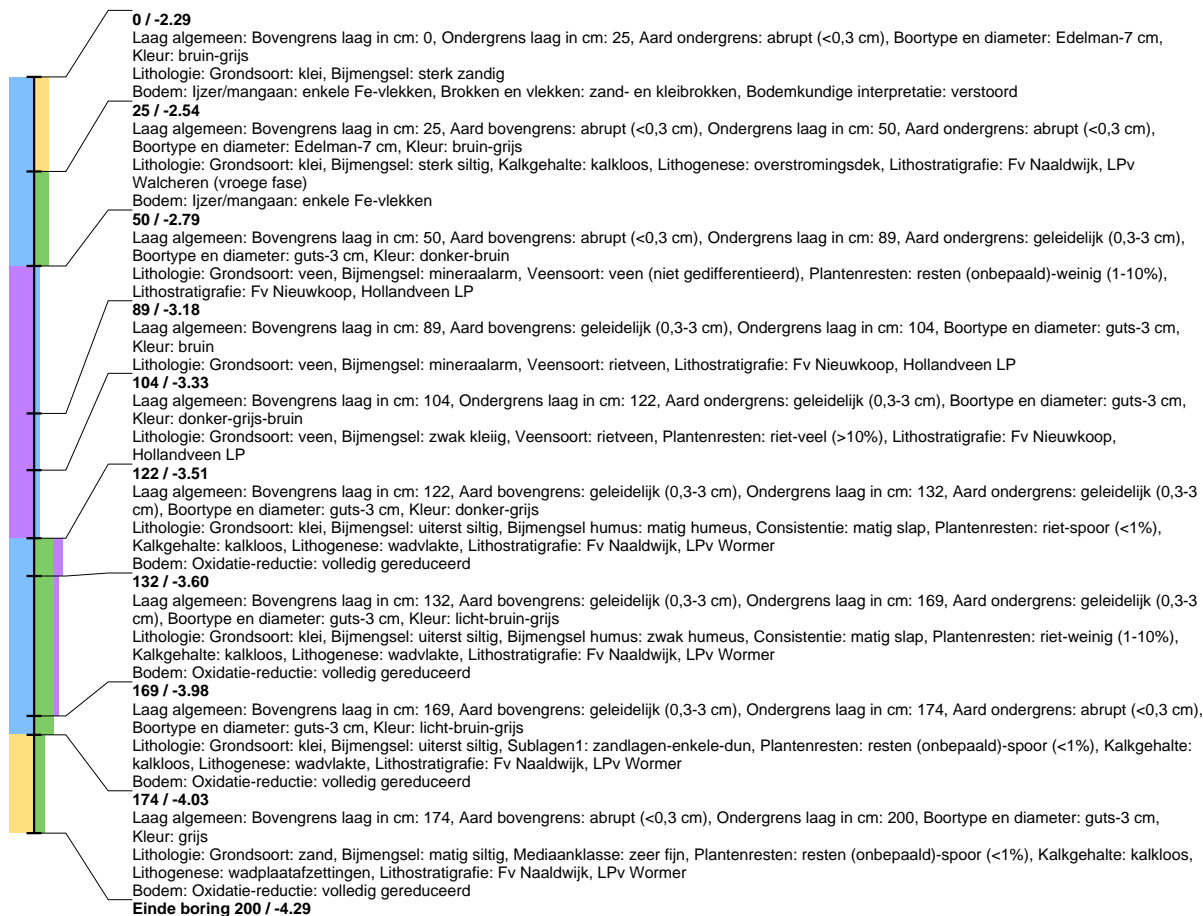 0 / -2.29
Laag algemeen: Bovengrens laag in cm: 0, Ondergrens laag in cm: 25, Aard ondergrens: abrupt (<0,3 cm), Boortype en diameter: Edelman-7 cm,
Kleur: bruin-grijs
Lithologie: Grondsoort: klei, Bijmengsel: sterk zandig
Bodem: Ijzer/mangaan: enkele Fe-vlekken, Brokken en vlekken: zand- en kleibrokken, Bodemkundige interpretatie: verstoord
25 / -2.54
Laag algemeen: Bovengrens laag in cm: 25, Aard bovengrens: abrupt (<0,3 cm), Ondergrens laag in cm: 50, Aard ondergrens: abrupt (<0,3 cm),
Boortype en diameter: Edelman-7 cm, Kleur: bruin-grijs
Lithologie: Grondsoort: klei, Bijmengsel: sterk siltig, Kalkgehalte: kalkloos, Lithogenese: overstromingsdek, Lithostratigrafie: Fv Naaldwijk, LPv
Walcheren (vroege fase)
Bodem: Ijzer/mangaan: enkele Fe-vlekken
50 / -2.79
Laag algemeen: Bovengrens laag in cm: 50, Aard bovengrens: abrupt (<0,3 cm), Ondergrens laag in cm: 89, Aard ondergrens: geleidelijk (0,3-3 cm),
Boortype en diameter: guts-3 cm, Kleur: donker-bruin
Lithologie: Grondsoort: veen, Bijmengsel: mineraalarm, Veensoort: veen (niet gedifferentieerd), Plantenresten: resten (onbepaald)-weinig (1-10%),
Lithostratigrafie: Fv Nieuwkoop, Hollandveen LP
89 / -3.18
Laag algemeen: Bovengrens laag in cm: 89, Aard bovengrens: geleidelijk (0,3-3 cm), Ondergrens laag in cm: 104, Boortype en diameter: guts-3 cm,
Kleur: bruin
Lithologie: Grondsoort: veen, Bijmengsel: mineraalarm, Veensoort: rietveen, Lithostratigrafie: Fv Nieuwkoop, Hollandveen LP
104 / -3.33
Laag algemeen: Bovengrens laag in cm: 104, Ondergrens laag in cm: 122, Aard ondergrens: geleidelijk (0,3-3 cm), Boortype en diameter: guts-3 cm,
Kleur: donker-grijs-bruin
Lithologie: Grondsoort: veen, Bijmengsel: zwak kleiig, Veensoort: rietveen, Plantenresten: riet-veel (>10%), Lithostratigrafie: Fv Nieuwkoop,
Hollandveen LP
122 / -3.51
Laag algemeen: Bovengrens laag in cm: 122, Aard bovengrens: geleidelijk (0,3-3 cm), Ondergrens laag in cm: 132, Aard ondergrens: geleidelijk (0,3-3
cm), Boortype en diameter: guts-3 cm, Kleur: donker-grijs
Lithologie: Grondsoort: klei, Bijmengsel: uiterst siltig, Bijmengsel humus: matig humeus, Consistentie: matig slap, Plantenresten: riet-spoor (<1%),
Kalkgehalte: kalkloos, Lithogenese: wadvlakte, Lithostratigrafie: Fv Naaldwijk, LPv Wormer
Bodem: Oxidatie-reductie: volledig gereduceerd
132 / -3.60
Laag algemeen: Bovengrens laag in cm: 132, Aard bovengrens: geleidelijk (0,3-3 cm), Ondergrens laag in cm: 169, Aard ondergrens: geleidelijk (0,3-3
cm), Boortype en diameter: guts-3 cm, Kleur: licht-bruin-grijs
Lithologie: Grondsoort: klei, Bijmengsel: uiterst siltig, Bijmengsel humus: zwak humeus, Consistentie: matig slap, Plantenresten: riet-weinig (1-10%),
Kalkgehalte: kalkloos, Lithogenese: wadvlakte, Lithostratigrafie: Fv Naaldwijk, LPv Wormer
Bodem: Oxidatie-reductie: volledig gereduceerd
169 / -3.98
Laag algemeen: Bovengrens laag in cm: 169, Aard bovengrens: geleidelijk (0,3-3 cm), Ondergrens laag in cm: 174, Aard ondergrens: abrupt (<0,3 cm),
Boortype en diameter: guts-3 cm, Kleur: licht-bruin-grijs
Lithologie: Grondsoort: klei, Bijmengsel: uiterst siltig, Sublagen1: zandlagen-enkele-dun, Plantenresten: resten (onbepaald)-spoor (<1%), Kalkgehalte:
kalkloos, Lithogenese: wadvlakte, Lithostratigrafie: Fv Naaldwijk, LPv Wormer
Bodem: Oxidatie-reductie: volledig gereduceerd
174 / -4.03
Laag algemeen: Bovengrens laag in cm: 174, Aard bovengrens: abrupt (<0,3 cm), Ondergrens laag in cm: 200, Boortype en diameter: guts-3 cm,
Kleur: grijs
Lithologie: Grondsoort: zand, Bijmengsel: matig siltig, Mediaanklasse: zeer fijn, Plantenresten: resten (onbepaald)-spoor (<1%), Kalkgehalte: kalkloos,
Lithogenese: wadplaatafzettingen, Lithostratigrafie: Fv Naaldwijk, LPv Wormer
Bodem: Oxidatie-reductie: volledig gereduceerd
Einde boring 200 / -4.29